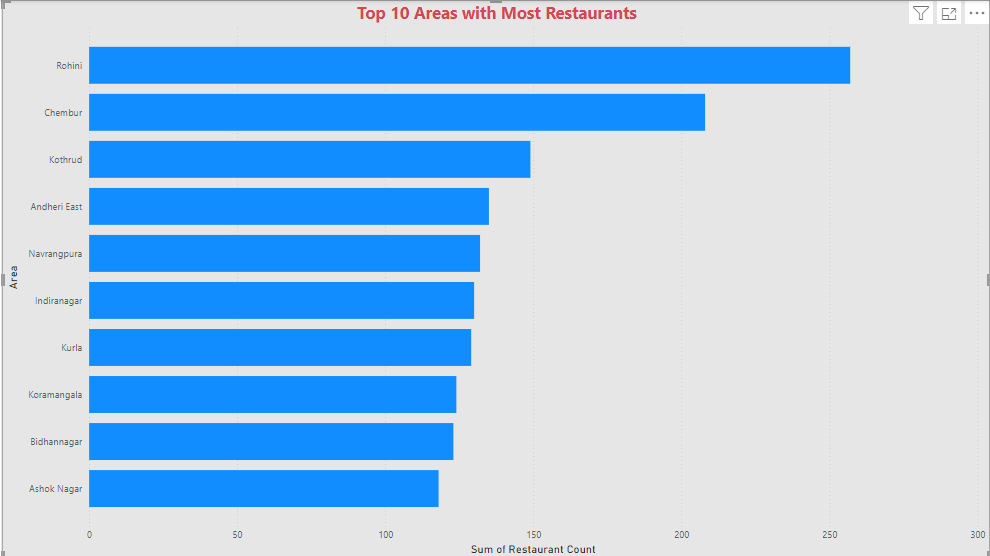 Top 10 Areas with Most Restaurants
Area
Rohini
Chembur
Kothrud
Andheri East
Navrangpura
Indiranagar
Kurla
Koramangala
Bidhannagar
Ashok Nagar
0 50 100 150 200 250 300
Sum of Restaurant Count